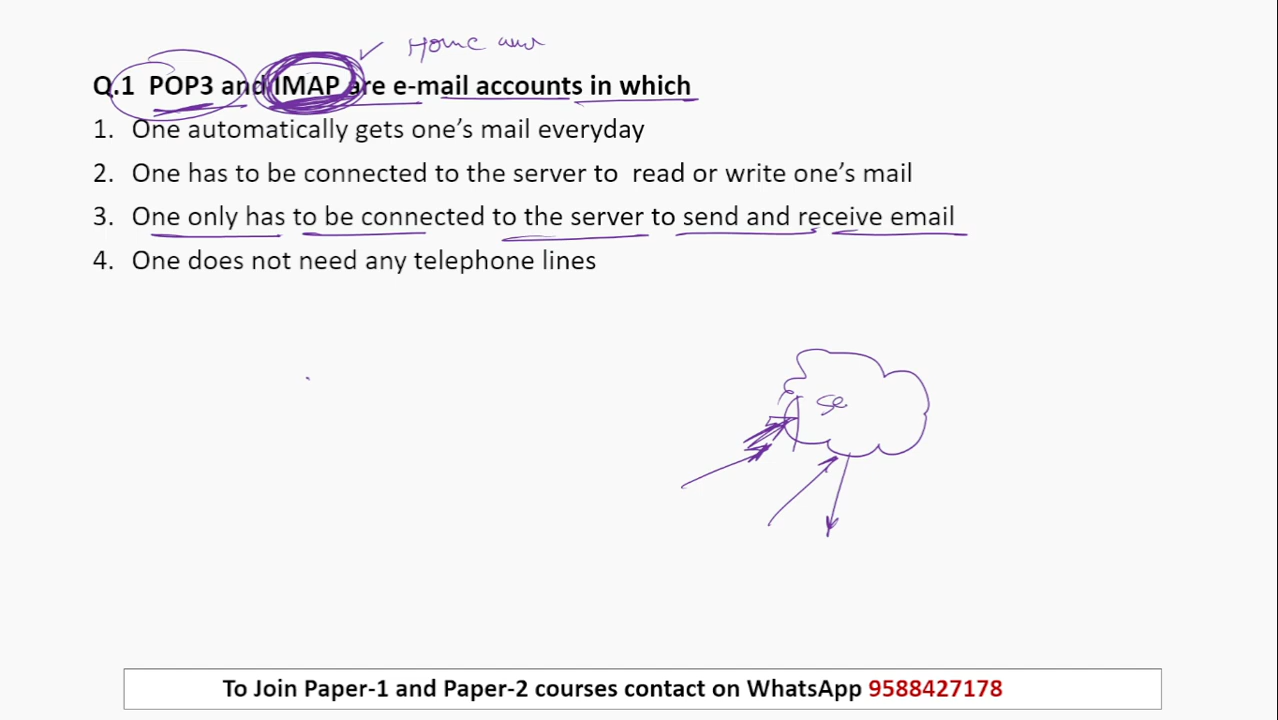 Home
Q.1 POP3 and IMAP are e-mail accounts in which
1. One automatically gets one’s mail everyday
2. One has to be connected to the server to read or write one’s mail
3. One only has to be connected to the server to send and receive email
4. One does not need any telephone lines
Se
To Join Paper-1 and Paper-2 courses contact on WhatsApp 9588427178